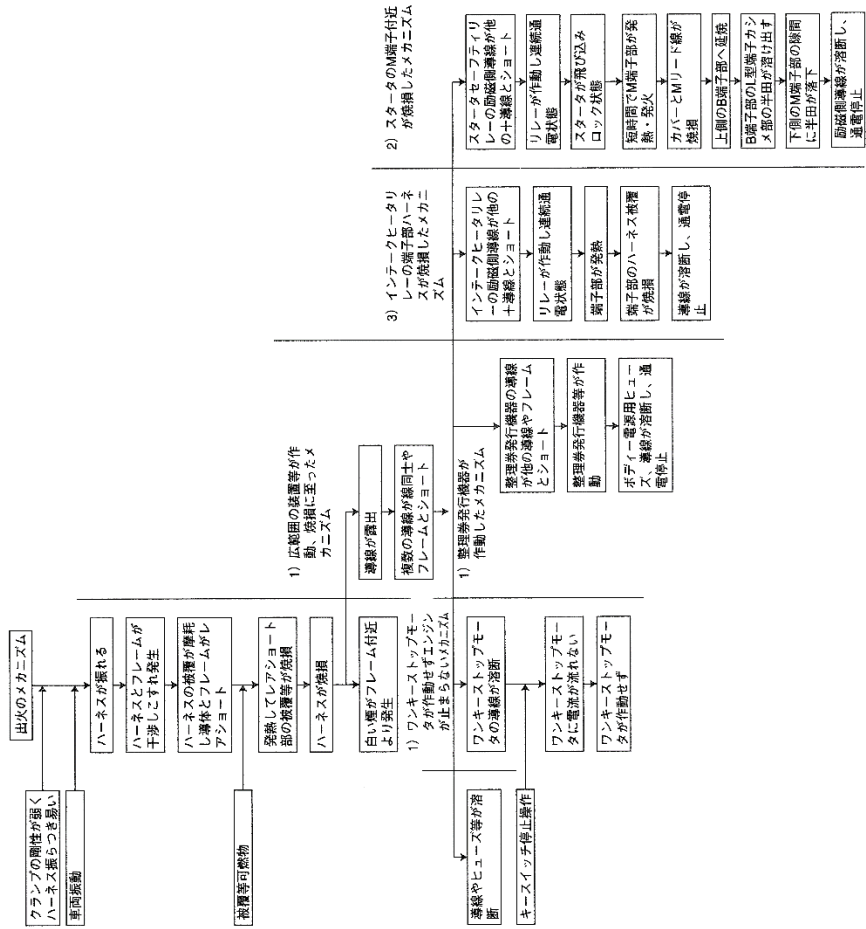 出火のメカニズム
クランプの剛性が弱く
ハーネス振らつき易い
車両振動
ハーネスが振れる
ハーネスとフレームが
干渉しこすれ発生
ハーネスの被覆が摩耗
し導体とフレームがレ
アショート
被覆等可燃物
発熱してレアショート
部の被覆等が焼損
ハーネスが焼損
白い煙がフレーム付近
より発生
1) 広範囲の装置等が作
動、焼損に至ったメ
カニズム
導線が露出
複数の導線が線同士や
フレームとショート
導線やヒューズ等が溶
断
1) ワンキーストップモー
タが作動せずエンジン
が止まらないメカニズム
ワンキーストップモー
タの導線が溶断
キースイッチ停止操作
ワンキーストップモー
タに電流が流れない
ワンキーストップモー
タが作動せず
1) 整理券発行機器が
作動したメカニズム
整理券発行機器の導線
が他の導線やフレーム
とショート
整理券発行機器等が作
動
ボディー電源用ヒュー
ズ、導線が溶断し、通
電停止
3) インテークヒータリ
レーの端子部ハーネ
スが焼損したメカニ
ズム
インテークヒータリレ
ーの励磁側導線が他の
＋導線とショート
リレーが作動し連続通
電状態
端子部が発熱
端子部のハーネス被覆
が焼損
導線が溶断し、通電停
止
2) スタータのM端子付近
が焼損したメカニズム
スタータセーフティリ
レーの励磁側導線が他
の＋導線とショート
リレーが作動し連続通
電状態
スタータが飛び込み
ロック状態
短時間でM端子部が発
熱・発火
カバーとMリード線が
焼損
上側のB端子部へ延焼
B端子部のL型端子カシ
メ部の半田が溶け出す
下側のM端子部の隙間
に半田が落下
励磁側導線が溶断し、
通電停止